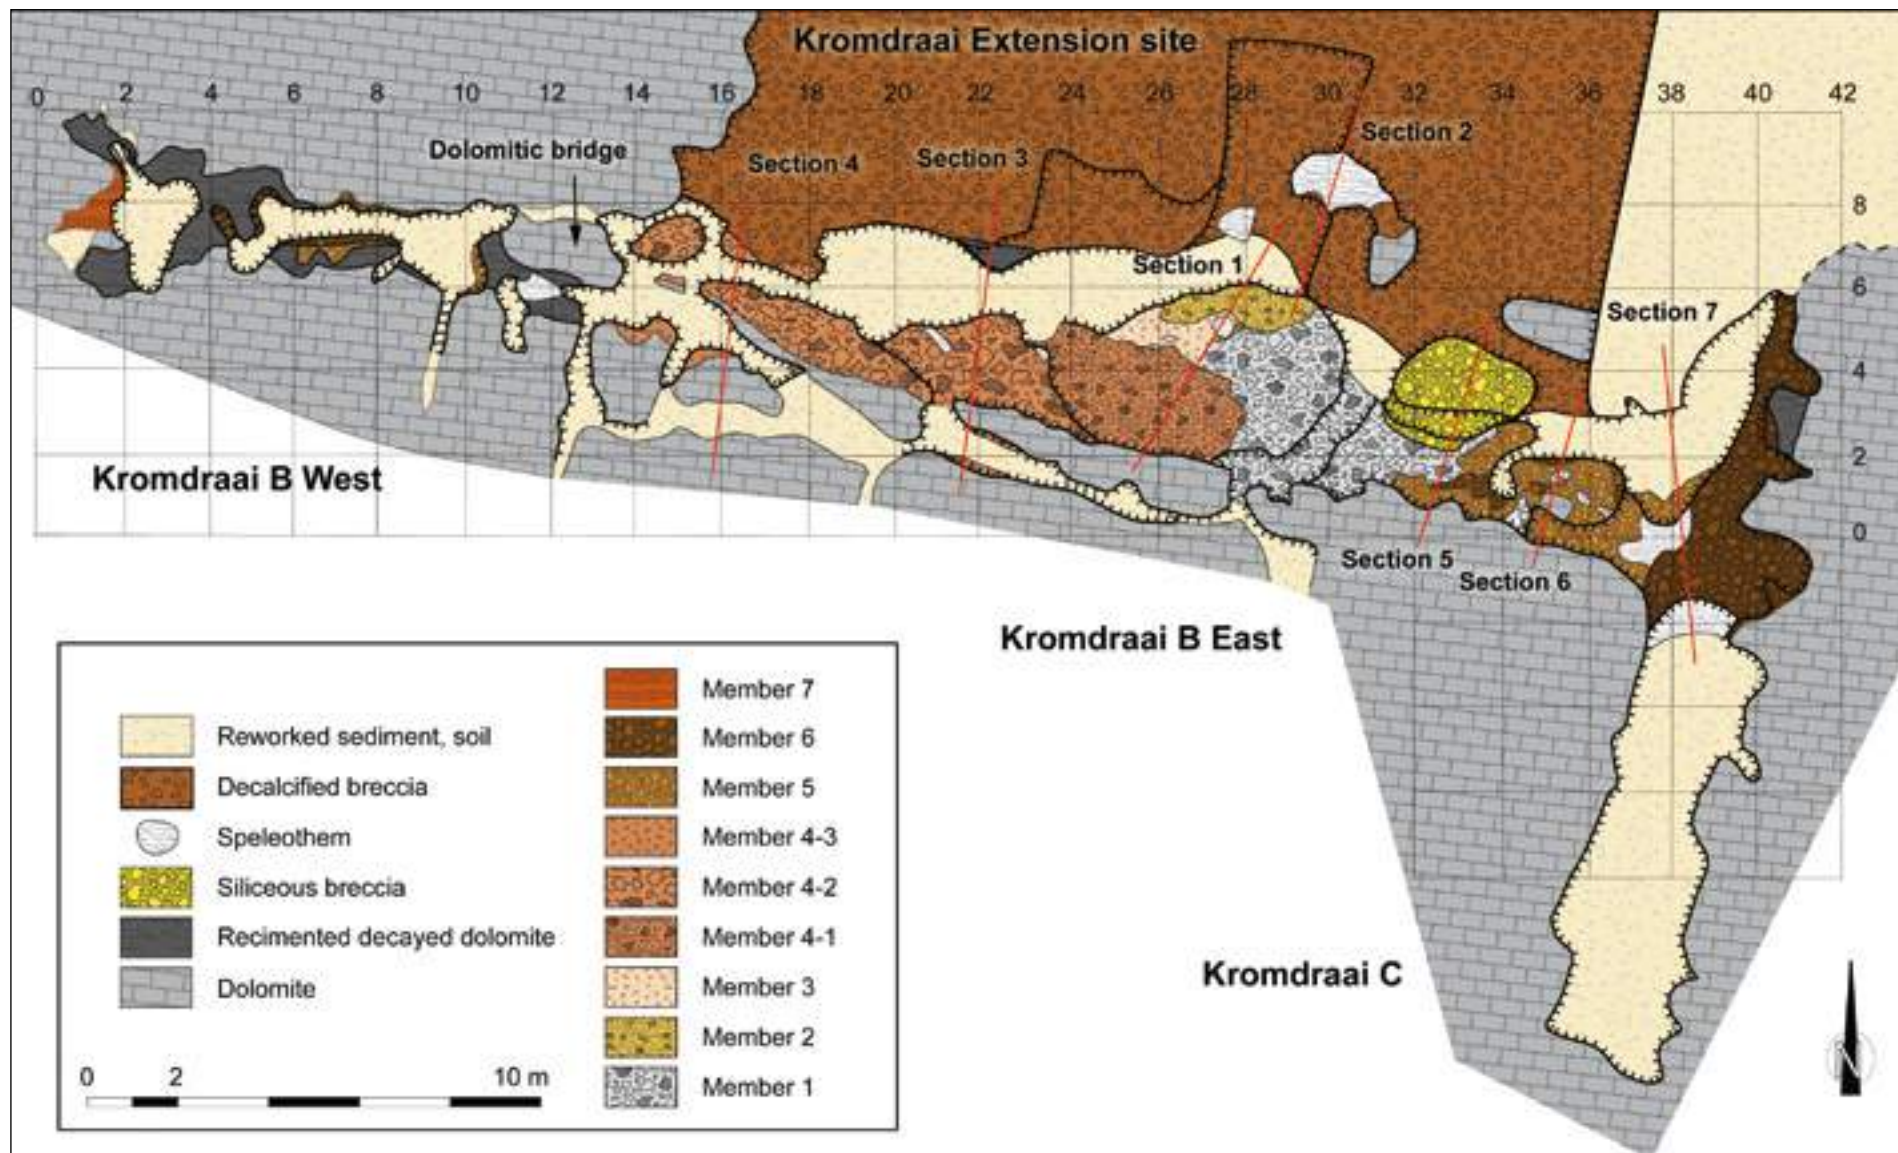 Kromdraai Extension site
0 2 4 6 8 10 12 14 16 18 20 22 24 26 28 30 32 34 36 38 40 42
Section 2
Dolomitic bridge
Section 4
Section 3
8
Section 1
6
Section 7
4
2
Kromdraai B West
0
Section 5
Section 6
Kromdraai B East
Kromdraai C
Reworked sediment, soil
Decalcified breccia
Speleothem
Siliceous breccia
Recimented decayed dolomite
Dolomite
Member 7
Member 6
Member 5
Member 4-3
Member 4-2
Member 4-1
Member 3
Member 2
Member 1
0 2 10 m
N